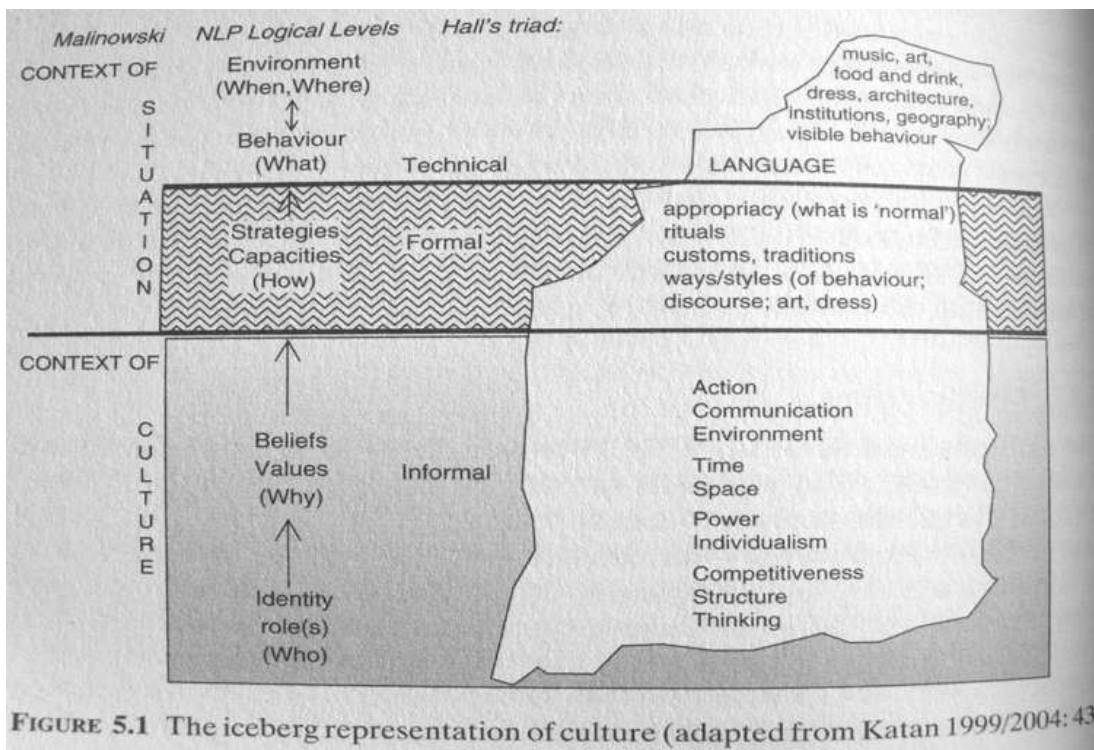 Malinowski NLP Logical Levels Hall's triad:
CONTEXT OF
SITUATION
Environment
(When, Where)
Behaviour
(What)
Technical
LANGUAGE
music, art,
food and drink,
dress, architecture,
institutions, geography;
visible behaviour
Strategies
Capacities
(How)
Formal
appropriacy (what is 'normal')
rituals
customs, traditions
ways/styles (of behaviour;
discourse; art, dress)
CONTEXT OF
CULTURE
Beliefs
Values
(Why)
Informal
Identity
role(s)
(Who)
Action
Communication
Environment
Time
Space
Power
Individualism
Competitiveness
Structure
Thinking
FIGURE 5.1 The iceberg representation of culture (adapted from Katan 1999/2004: 43